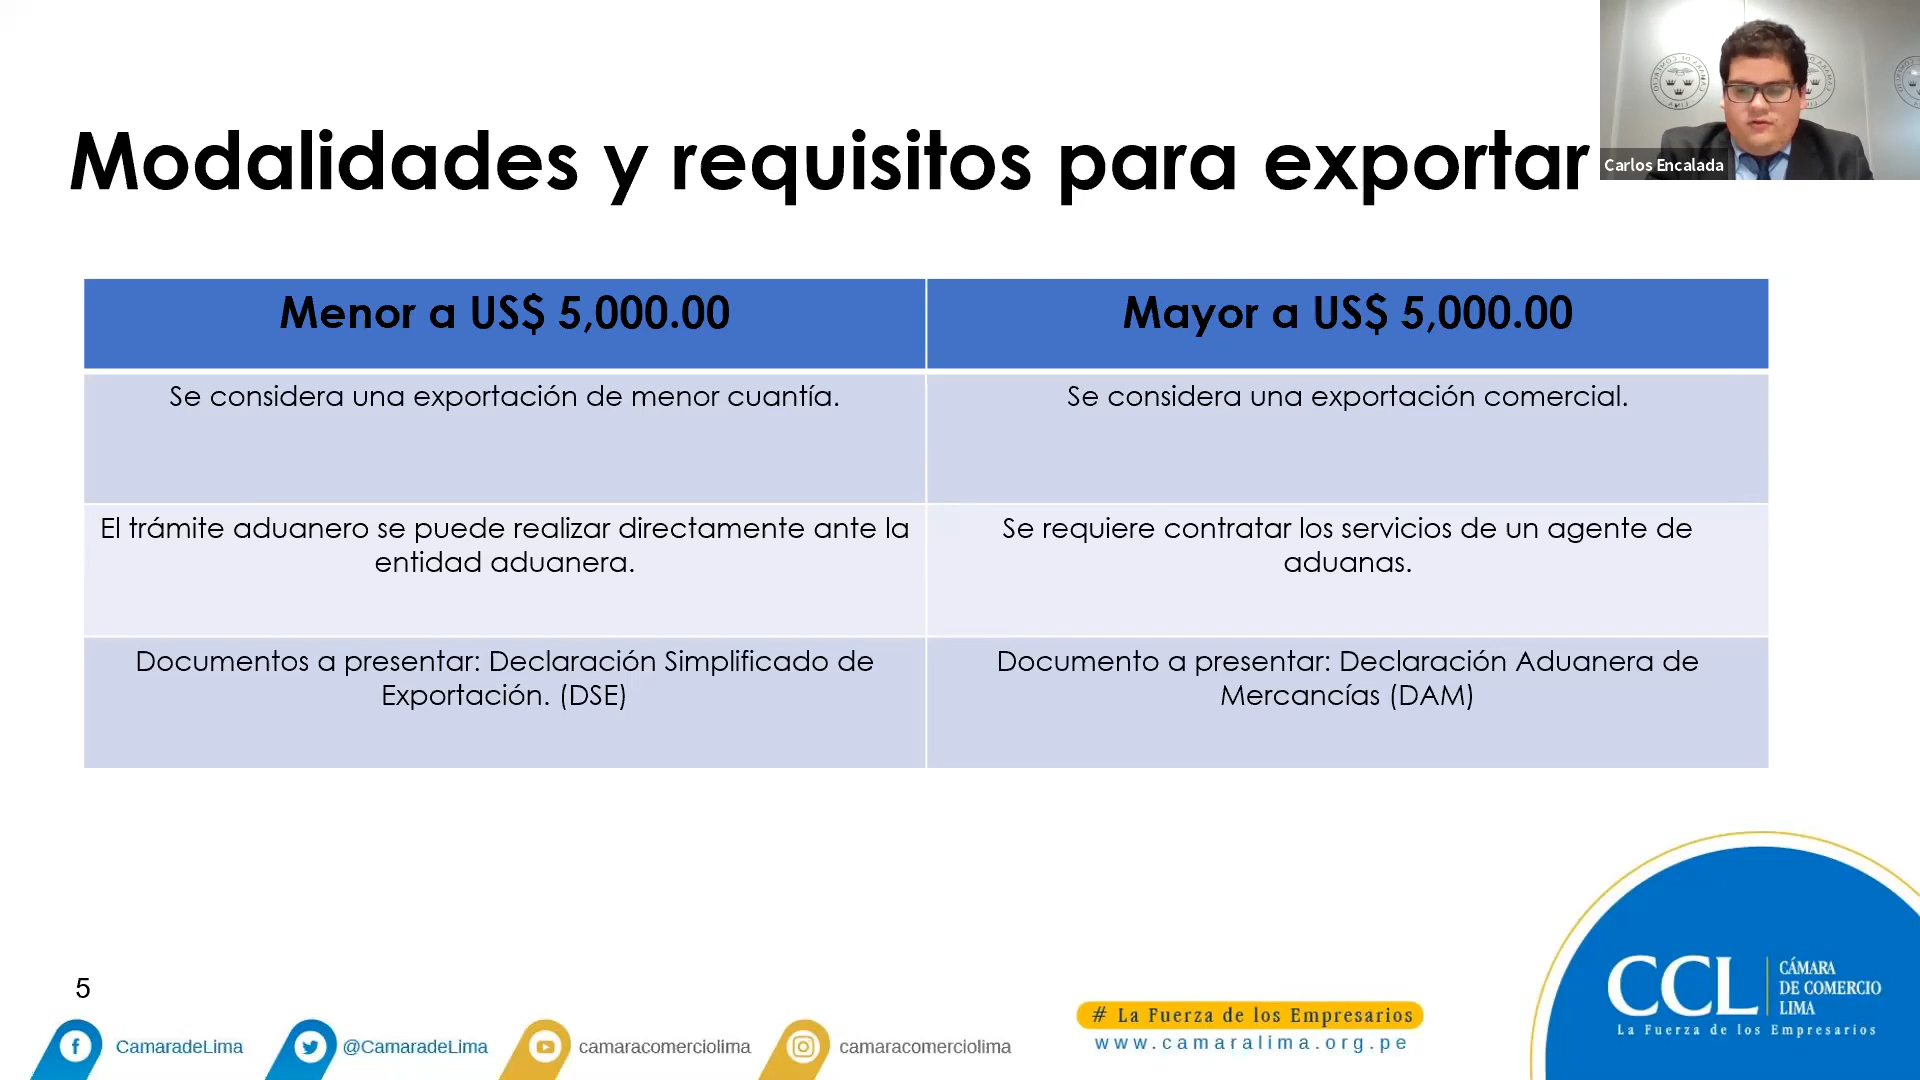 Modalidades y requisitos para exportar
Carlos Encalada
Menor a US$ 5,000.00
Mayor a US$ 5,000.00
Se considera una exportación de menor cuantía.
Se considera una exportación comercial.
El trámite aduanero se puede realizar directamente ante la
entidad aduanera.
Se requiere contratar los servicios de un agente de
aduanas.
Documentos a presentar: Declaración Simplificado de
Exportación. (DSE)
Documento a presentar: Declaración Aduanera de
Mercancías (DAM)
5
CamaradeLima
@CamaradeLima
camaracomerciolima
camaracomerciolima
# La Fuerza de los Empresarios
www.camaralima.org.pe
CCL
CÁMARA
DE COMERCIO
LIMA
La Fuerza de los Empresarios